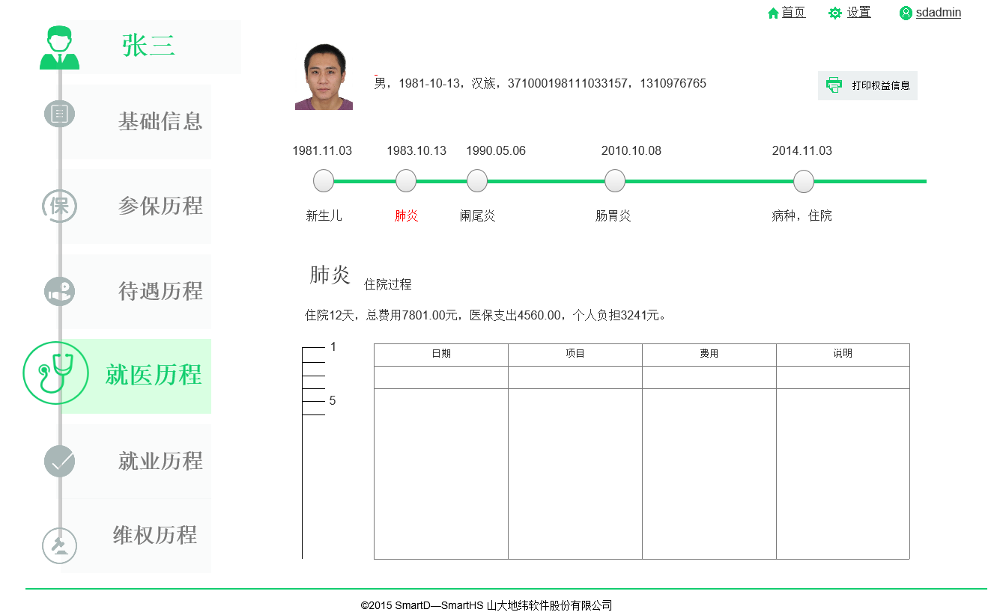 首页 设置 sdadmin
张三
男，1981-10-13，汉族，371000198111033157，1310976765
打印权益信息
基础信息
参保历程
待遇历程
就医历程
就业历程
维权历程
保
1981.11.03 1983.10.13 1990.05.06 2010.10.08 2014.11.03
新生儿 肺炎 阑尾炎 肠胃炎 病种，住院
肺炎 住院过程
住院12天，总费用7801.00元，医保支出4560.00，个人负担3241元。
1
5
日期 项目 费用 说明
©2015 SmartD—SmartHS 山大地纬软件股份有限公司